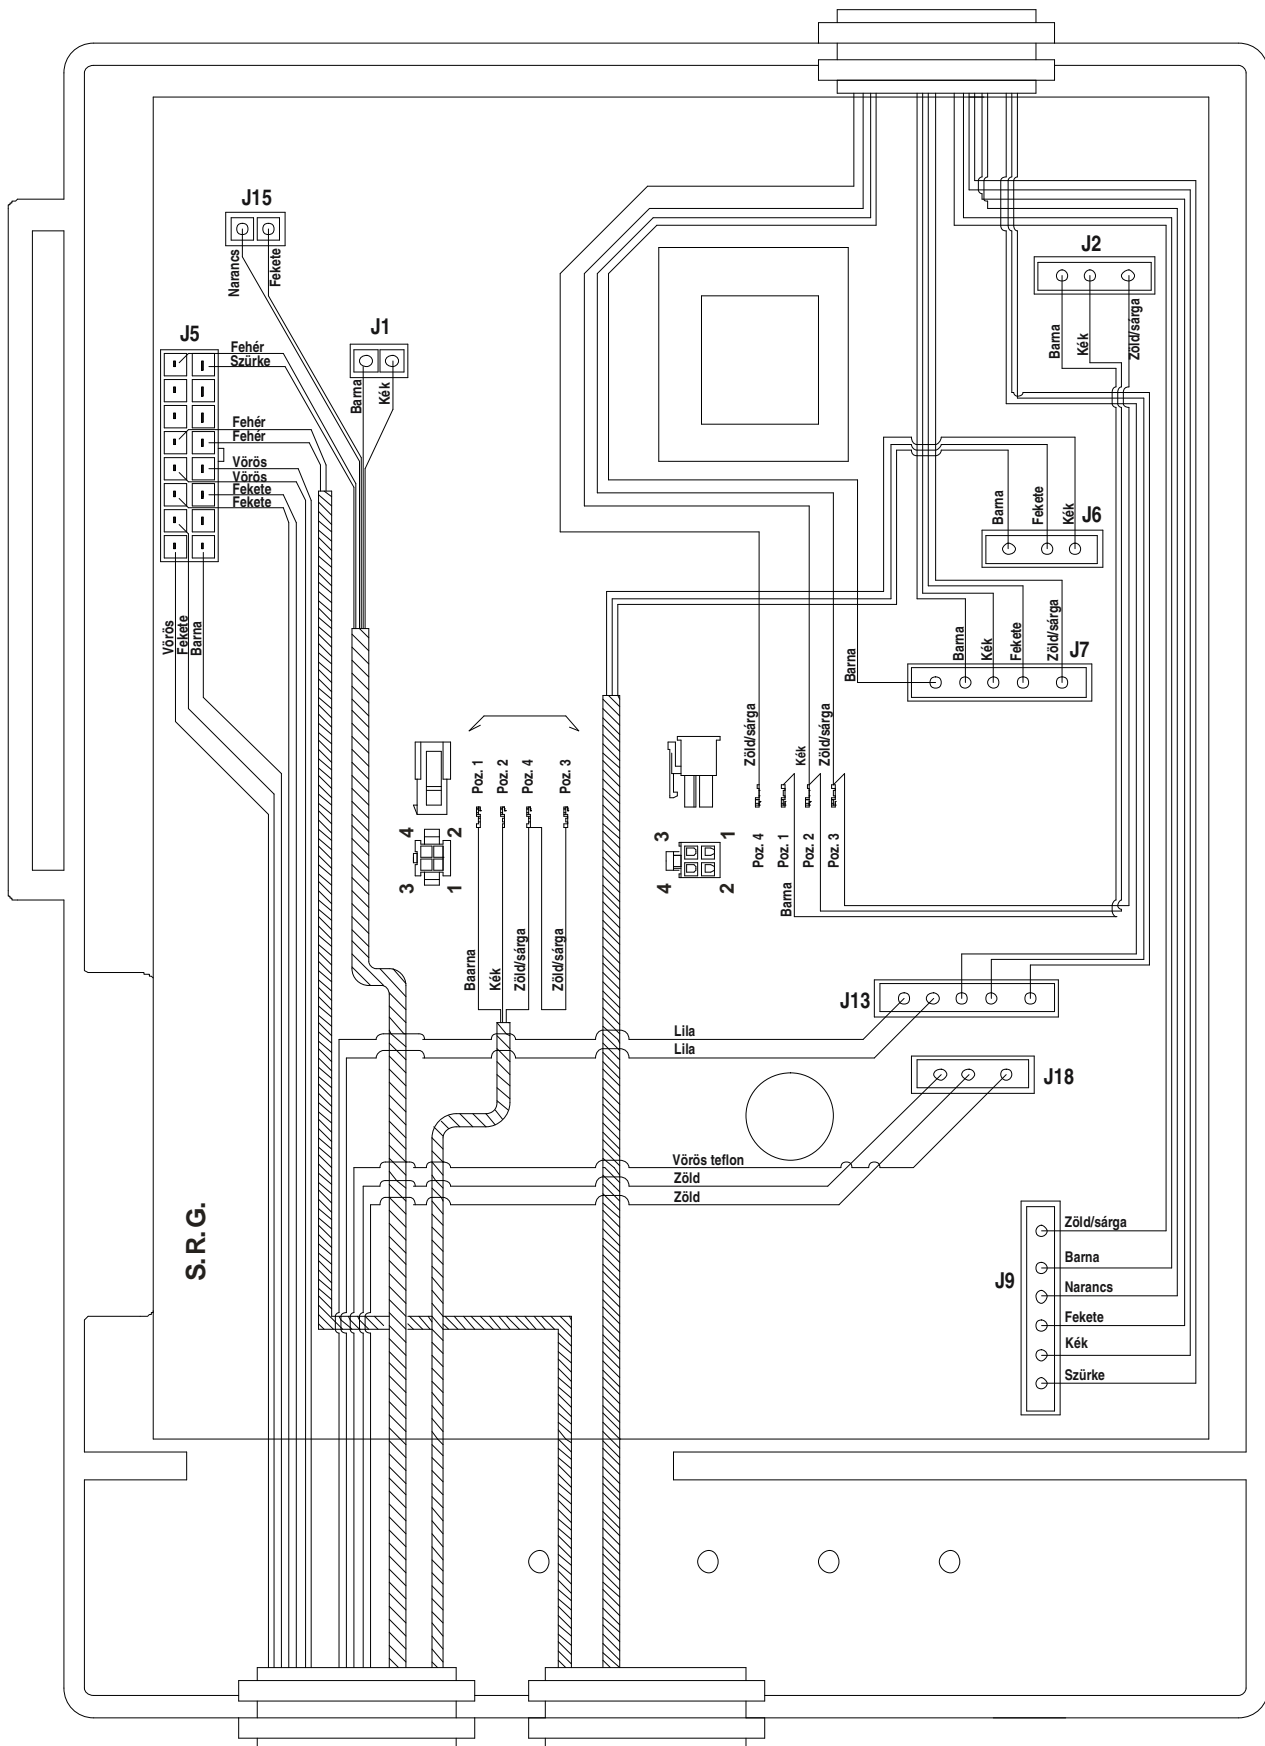 J15
Narancs
Fekete
J2
Barna
Kék
Zöld/sárga
J5
Fehér
Szürke
Fehér
Fehér
Vörös
Vörös
Fekete
Fekete
Vörös
Fekete
Barna
J1
Barna
Kék
J6
Barna
Fekete
Kék
J7
Barna
Barna
Kék
Fekete
Zöld/sárga
Poz. 1
Poz. 2
Poz. 4
Poz. 3
4
2
3
1
Baarna
Kék
Zöld/sárga
Zöld/sárga
Zöld/sárga
Kék
Zöld/sárga
3
1
4
2
Poz. 4
Poz. 1
Poz. 2
Poz. 3
Barna
J13
Lila
Lila
J18
Vörös teflon
Zöld
Zöld
S.R.G.
J9
Zöld/sárga
Barna
Narancs
Fekete
Kék
Szürke